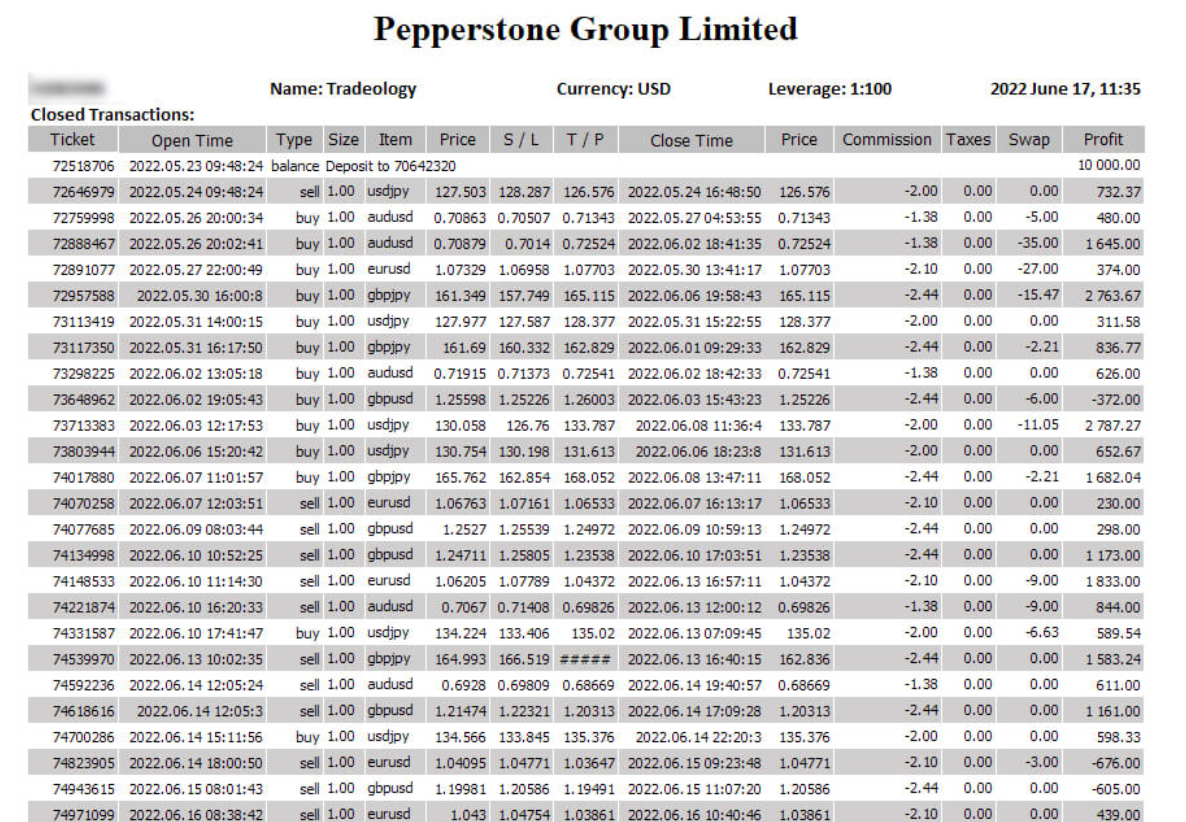 Pepperstone Group Limited
Name: Tradeology Currency: USD Leverage: 1:100 2022 June 17, 11:35
Closed Transactions:
Ticket Open Time Type Size Item Price S / L T / P Close Time Price Commission Taxes Swap Profit
72518706 2022.05.23 09:48:24 balance Deposit to 70642320 10 000.00
72646979 2022.05.24 09:48:24 sell 1.00 usdjpy 127.503 128.287 126.576 2022.05.24 16:48:50 126.576 -2.00 0.00 0.00 732.37
72759998 2022.05.26 20:00:34 buy 1.00 audusd 0.70863 0.70507 0.71343 2022.05.27 04:53:55 0.71343 -1.38 0.00 -5.00 480.00
72888467 2022.05.26 20:02:41 buy 1.00 audusd 0.70879 0.7014 0.72524 2022.06.02 18:41:35 0.72524 -1.38 0.00 -35.00 1 645.00
72891077 2022.05.27 22:00:49 buy 1.00 eurusd 1.07329 1.06958 1.07703 2022.05.30 13:41:17 1.07703 -2.10 0.00 -27.00 374.00
72957588 2022.05.30 16:00:8 buy 1.00 gbpjpy 161.349 157.749 165.115 2022.06.06 19:58:43 165.115 -2.44 0.00 -15.47 2 763.67
73113419 2022.05.31 14:00:15 buy 1.00 usdjpy 127.977 127.587 128.377 2022.05.31 15:22:55 128.377 -2.00 0.00 0.00 311.58
73117350 2022.05.31 16:17:50 buy 1.00 gbpjpy 161.69 160.332 162.829 2022.06.01 09:29:33 162.829 -2.44 0.00 -2.21 836.77
73298225 2022.06.02 13:05:18 buy 1.00 audusd 0.71915 0.71373 0.72541 2022.06.02 18:42:33 0.72541 -1.38 0.00 0.00 626.00
73648962 2022.06.02 19:05:43 buy 1.00 gbpusd 1.25598 1.25226 1.26003 2022.06.03 15:43:23 1.25226 -2.44 0.00 -6.00 -372.00
73713383 2022.06.03 12:17:53 buy 1.00 usdjpy 130.058 126.76 133.787 2022.06.08 11:36:4 133.787 -2.00 0.00 -11.05 2 787.27
73803944 2022.06.06 15:20:42 buy 1.00 usdjpy 130.754 130.198 131.613 2022.06.06 18:23:8 131.613 -2.00 0.00 0.00 652.67
74017880 2022.06.07 11:01:57 buy 1.00 gbpjpy 165.762 162.854 168.052 2022.06.08 13:47:11 168.052 -2.44 0.00 -2.21 1 682.04
74070258 2022.06.07 12:03:51 sell 1.00 eurusd 1.06763 1.07161 1.06533 2022.06.07 16:13:17 1.06533 -2.10 0.00 0.00 230.00
74077685 2022.06.09 08:03:44 sell 1.00 gbpusd 1.2527 1.25539 1.24972 2022.06.09 10:59:13 1.24972 -2.44 0.00 0.00 298.00
74134998 2022.06.10 10:52:25 sell 1.00 gbpusd 1.24711 1.25805 1.23538 2022.06.10 17:03:51 1.23538 -2.44 0.00 0.00 1 173.00
74148533 2022.06.10 11:14:30 sell 1.00 eurusd 1.06205 1.07789 1.04372 2022.06.13 16:57:11 1.04372 -2.10 0.00 -9.00 1 833.00
74221874 2022.06.10 16:20:33 sell 1.00 audusd 0.7067 0.71408 0.69826 2022.06.13 12:00:12 0.69826 -1.38 0.00 -9.00 844.00
74331587 2022.06.10 17:41:47 buy 1.00 usdjpy 134.224 133.406 135.02 2022.06.13 07:09:45 135.02 -2.00 0.00 -6.63 589.54
74539970 2022.06.13 10:02:35 sell 1.00 gbpjpy 164.993 166.519 ##### 2022.06.13 16:40:15 162.836 -2.44 0.00 0.00 1 583.24
74592236 2022.06.14 12:05:24 sell 1.00 audusd 0.6928 0.69809 0.68669 2022.06.14 19:40:57 0.68669 -1.38 0.00 0.00 611.00
74618616 2022.06.14 12:05:3 sell 1.00 gbpusd 1.21474 1.22321 1.20313 2022.06.14 17:09:28 1.20313 -2.44 0.00 0.00 1 161.00
74700286 2022.06.14 15:11:56 buy 1.00 usdjpy 134.566 133.845 135.376 2022.06.14 22:20:3 135.376 -2.00 0.00 0.00 598.33
74823905 2022.06.14 18:00:50 sell 1.00 eurusd 1.04095 1.04771 1.03647 2022.06.15 09:23:48 1.04771 -2.10 0.00 -3.00 -676.00
74943615 2022.06.15 08:01:43 sell 1.00 gbpusd 1.19981 1.20586 1.19491 2022.06.15 11:07:20 1.20586 -2.44 0.00 0.00 -605.00
74971099 2022.06.16 08:38:42 sell 1.00 eurusd 1.043 1.04754 1.03861 2022.06.16 10:40:46 1.03861 -2.10 0.00 0.00 439.00